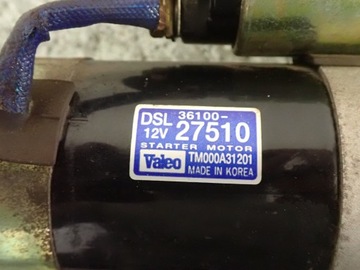 DSL 36100-
12V 27510
STARTER MOTOR
Valeo TM000A31201
MADE IN KOREA